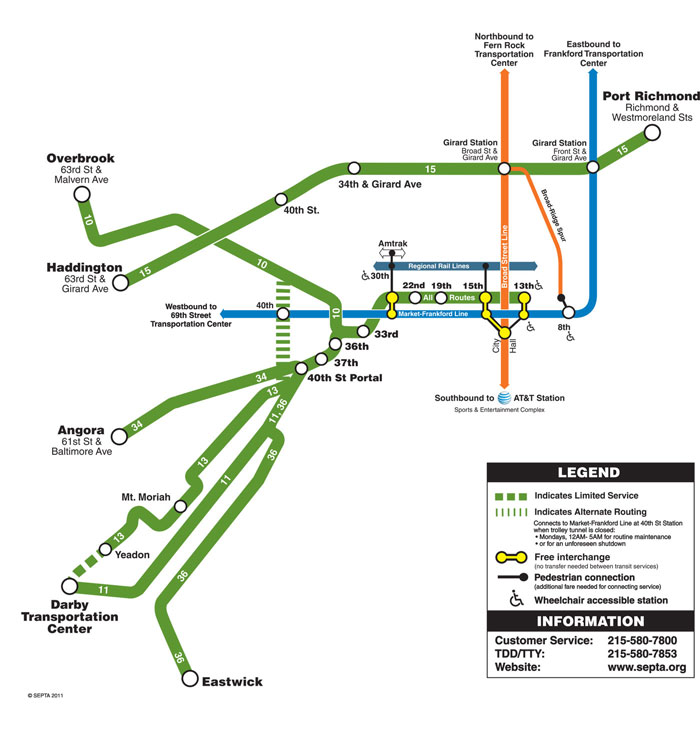 Northbound to
Fern Rock
Transportation
Center
Eastbound to
Frankford Transportation
Center
Port Richmond
Richmond &
Westmoreland Sts
Girard Station
Broad St &
Girard Ave
Girard Station
Front St &
Girard Ave
15
15
34th & Girard Ave
40th St.
Overbrook
63rd St &
Malvern Ave
10
10
10
Haddington
63rd St &
Girard Ave
15
Broad-Ridge Spur
Broad Street Line
Amtrak
Regional Rail Lines
30th
22nd
19th
15th
13th
All
Routes
Market-Frankford Line
40th
Westbound to
69th Street
Transportation Center
33rd
36th
37th
40th St Portal
City
Hall
8th
Southbound to
AT&T Station
Sports & Entertainment Complex
34
34
Angora
61st St &
Baltimore Ave
13
11, 36
36
13
11
Mt. Moriah
13
Yeadon
11
Darby
Transportation
Center
36
36
Eastwick
LEGEND
Indicates Limited Service
Indicates Alternate Routing
Connects to Market-Frankford Line at 40th St Station
when trolley tunnel is closed:
• Mondays, 12AM- 5AM for routine maintenance
• or for an unforeseen shutdown
Free interchange
(no transfer needed between transit services)
Pedestrian connection
(additional fare needed for connecting service)
Wheelchair accessible station
INFORMATION
Customer Service: 215-580-7800
TDD/TTY: 215-580-7853
Website: www.septa.org
© SEPTA 2011